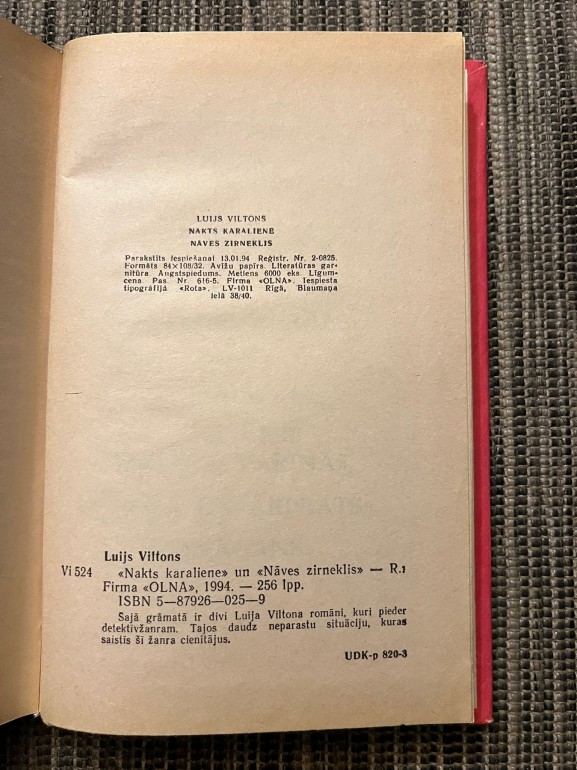 LUIJS VILTONS
NAKTS KARALIENE
NĀVES ZIRNEKLIS
Parakstīts iespiešanai 13.01.94 Reģistr. Nr. 2-0825.
Formāts 84×108/32. Avīžu papīrs. Literatūras gar-
nitūra Augstspiedums. Metiens 6000 eks. Līgum-
cena Pas. Nr. 616-5. Firma «OLNA». Iespiesta
tipogrāfijā «Rota». LV-1011 Rīgā, Blaumaņa
ielā 38/40.
Luijs Viltons
Vi 524 «Nakts karaliene» un «Nāves zirneklis» — R.:
Firma «OLNA», 1994. — 256 lpp.
ISBN 5—87926—025—9
Šajā grāmatā ir divi Luija Viltona romāni, kuri pieder
detektīvžanram. Tajos daudz neparastu situāciju, kuras
saistīs šī žanra cienītājus.
UDK-p 820-3